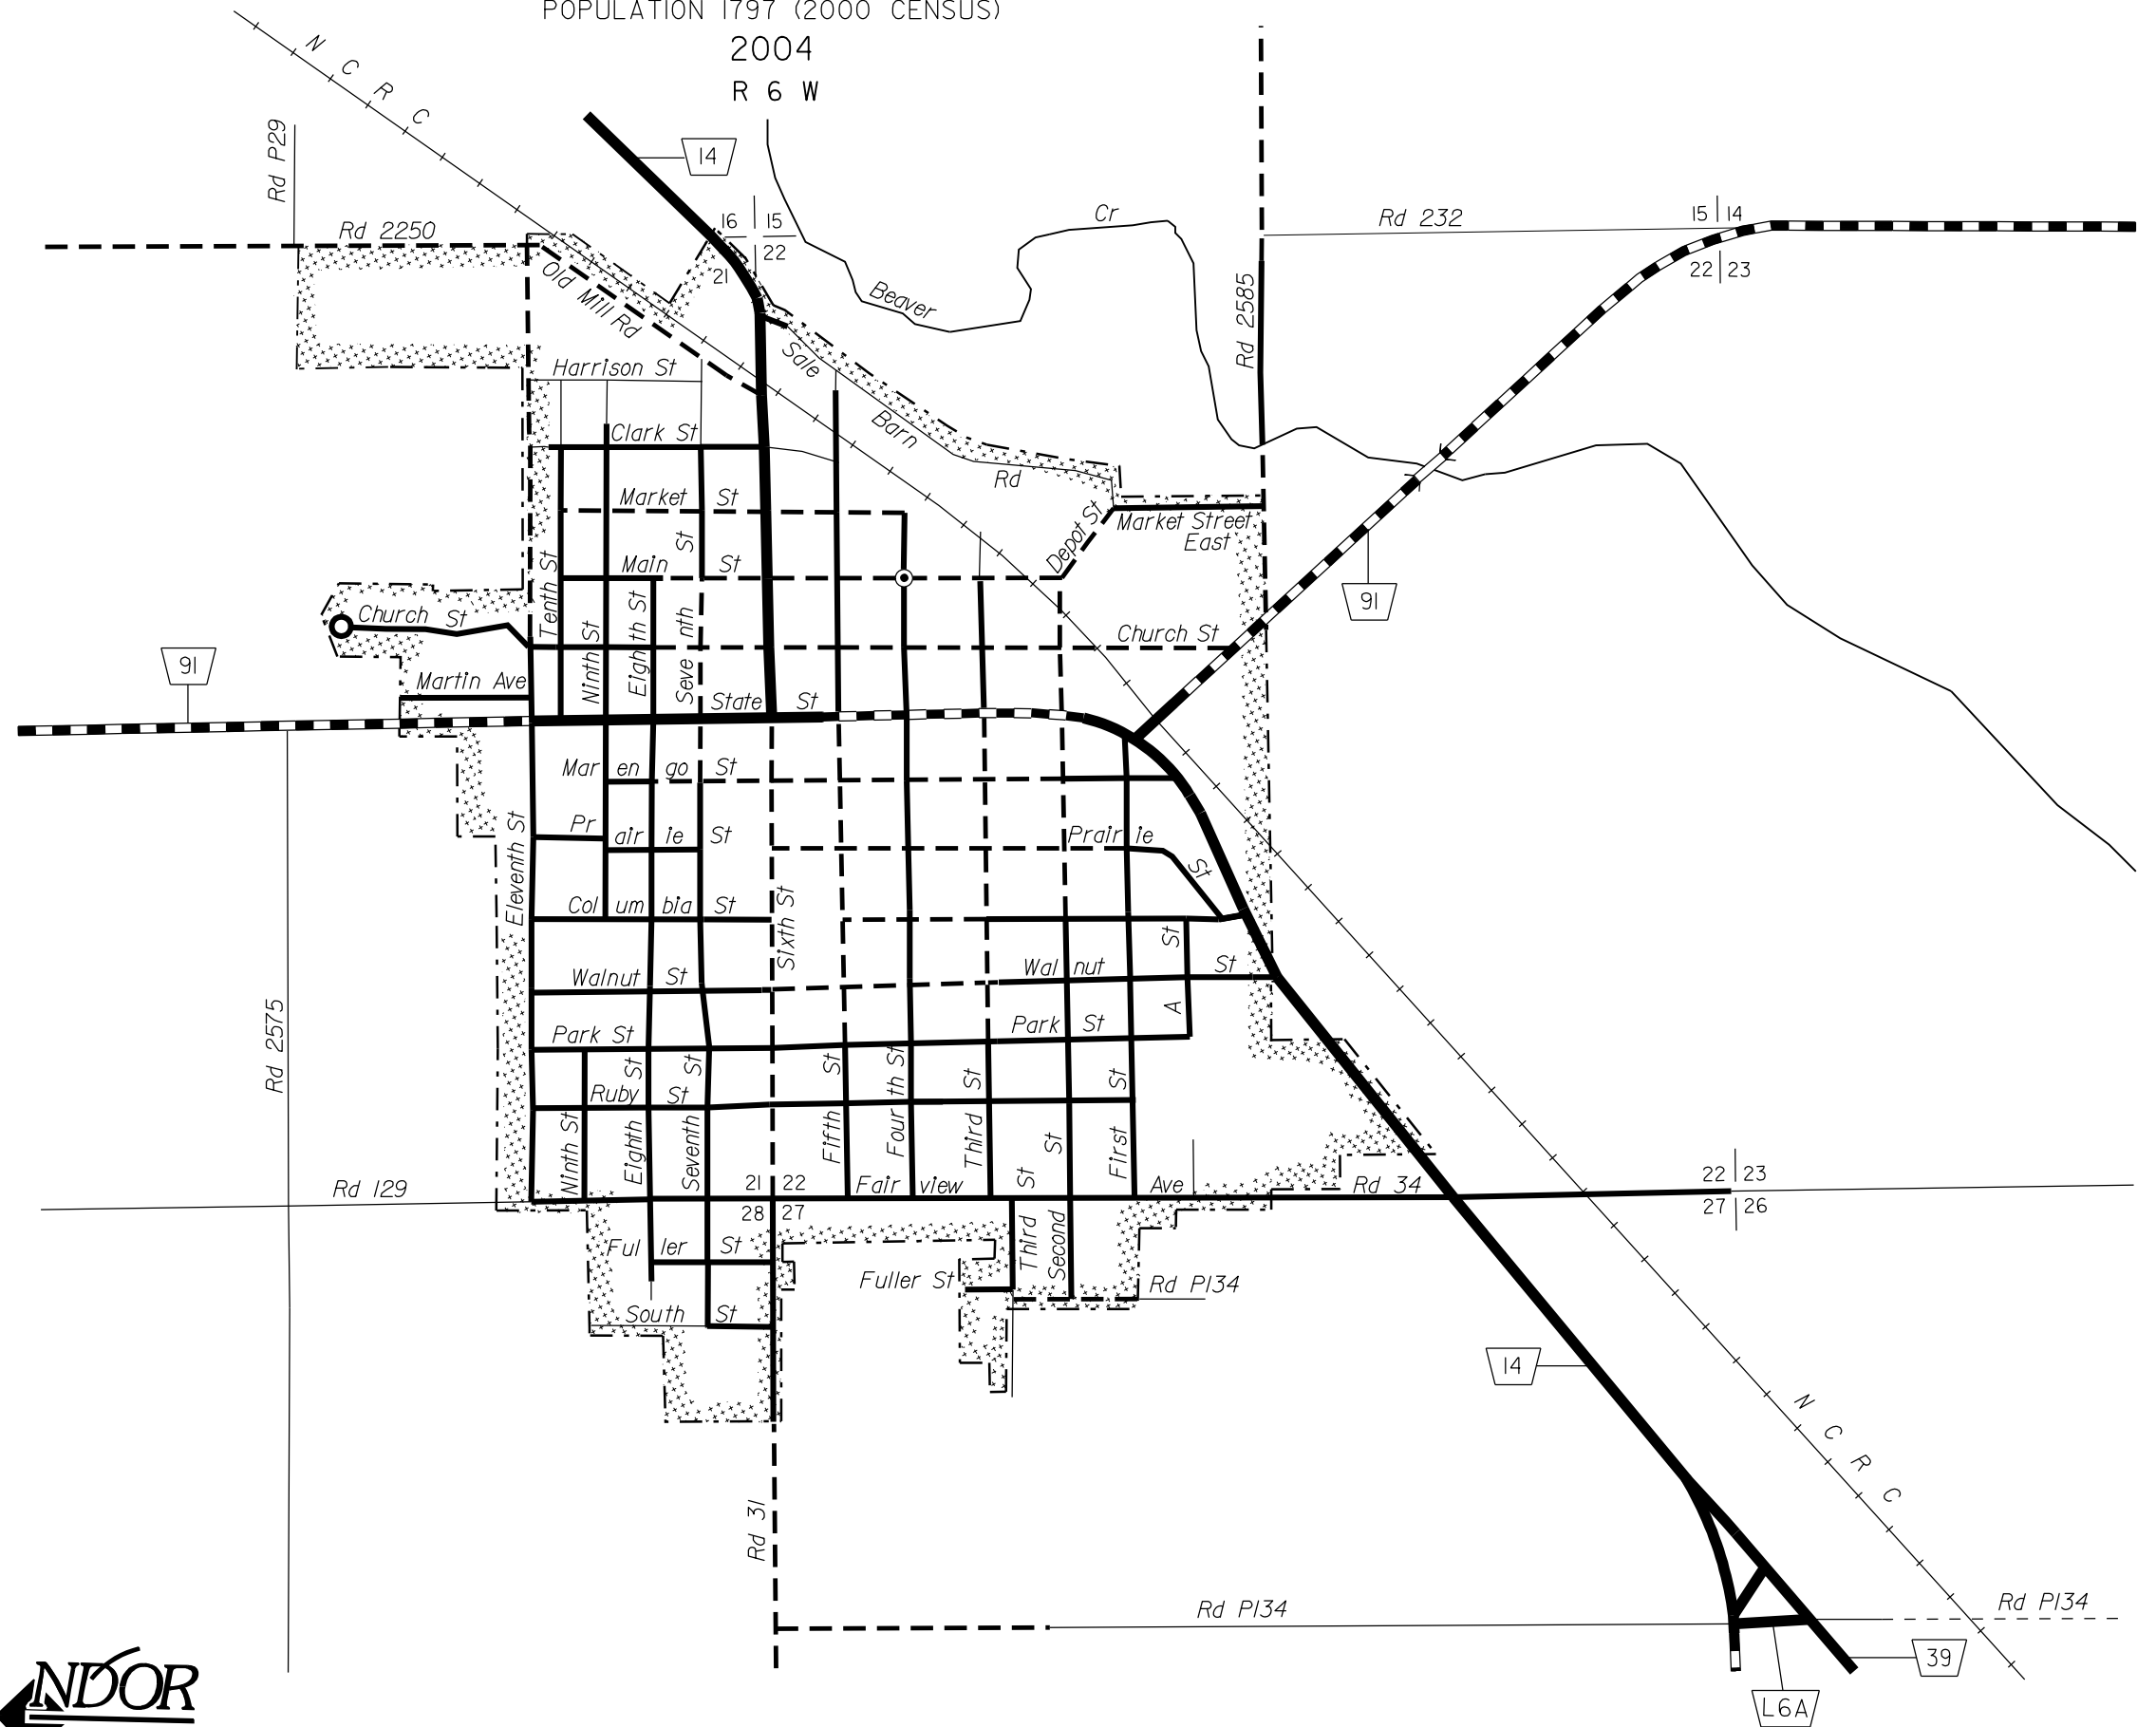 POPULATION 1797 (2000 CENSUS)
2004
R 6 W
N C R C
Rd P29
14
Rd 2250
16 15
21 22
Cr
Beaver
Rd 232
15 14
22 23
Rd 2585
Old Mill Rd
Harrison St
Sale Barn Rd
Clark St
Market St
Depot St
Market Street
East
Main St
Tenth St
Ninth St
Eighth St
Seventh St
Church St
Church St
91
91
Martin Ave
State St
Marengo St
Prairie St
Prairie St
Eleventh St
Columbia St
Sixth St
Walnut St
Walnut St
A St
Park St
Park St
Rd 2575
Ruby St
Ninth St
Eighth St
Seventh St
Fifth St
Fourth St
Third St
Second St
First St
Rd 129
21 22
28 27
Fairview Ave
Rd 34
22 23
27 26
Fuller St
Third St
Fuller St
Rd P134
South St
14
N C R C
Rd 31
Rd P134
Rd P134
39
L6A
NDOR